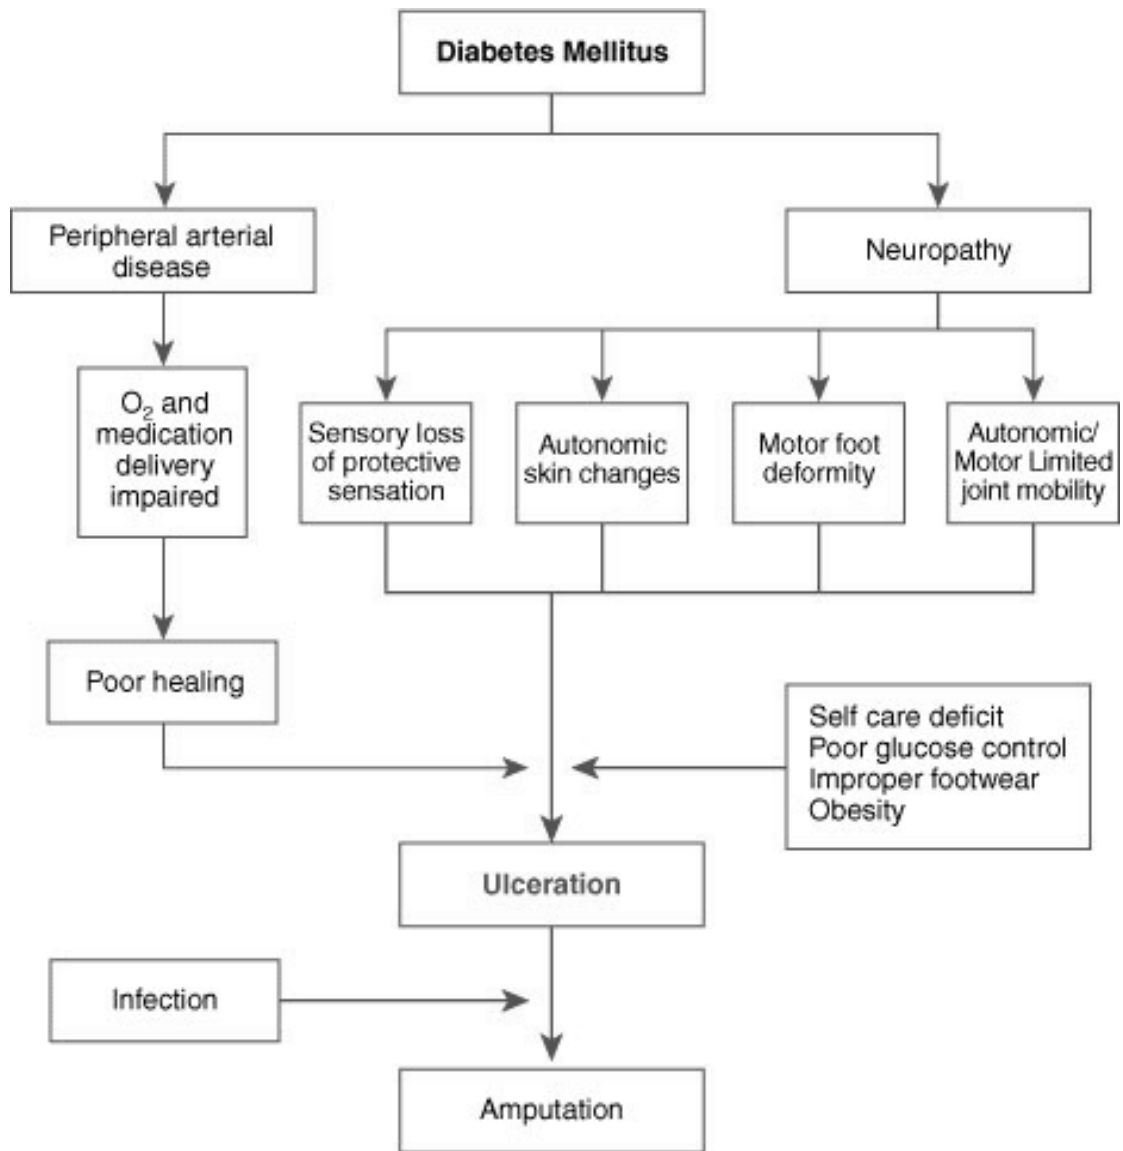 Diabetes Mellitus
Peripheral arterial
disease
Neuropathy
O₂ and
medication
delivery
impaired
Sensory loss
of protective
sensation
Autonomic
skin changes
Motor foot
deformity
Autonomic/
Motor Limited
joint mobility
Poor healing
Self care deficit
Poor glucose control
Improper footwear
Obesity
Ulceration
Infection
Amputation